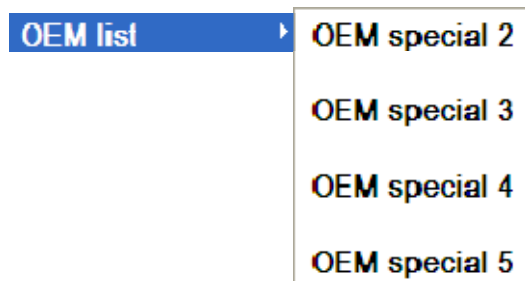 OEM list OEM special 2
OEM special 3
OEM special 4
OEM special 5